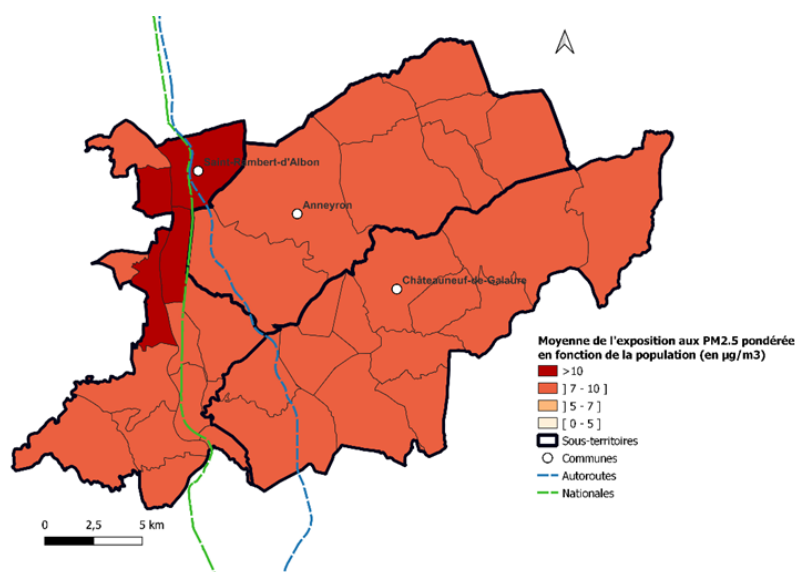 Saint-Rambert-d'Albon
Anneyron
Châteauneuf-de-Galaure
Moyenne de l'exposition aux PM2.5 pondérée
en fonction de la population (en µg/m3)
>10
] 7 - 10 ]
] 5 - 7 ]
[ 0 - 5 ]
Sous-territoires
Communes
Autoroutes
Nationales
0 2,5 5 km